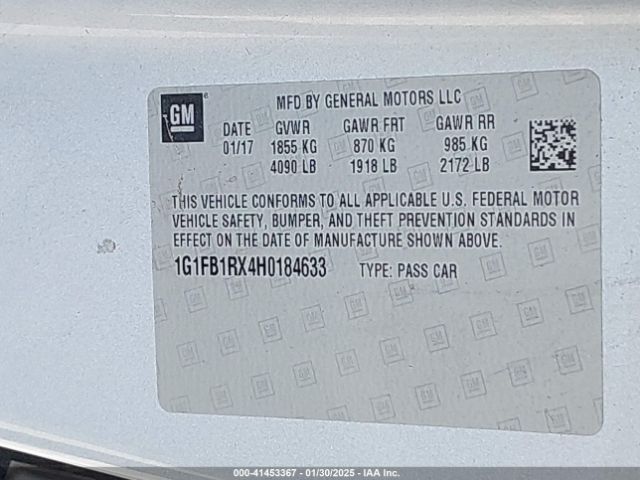 GM
MFD BY GENERAL MOTORS LLC
DATE GVWR GAWR FRT GAWR RR
01/17 1855 KG 870 KG 985 KG
4090 LB 1918 LB 2172 LB
THIS VEHICLE CONFORMS TO ALL APPLICABLE U.S. FEDERAL MOTOR
VEHICLE SAFETY, BUMPER, AND THEFT PREVENTION STANDARDS IN
EFFECT ON THE DATE OF MANUFACTURE SHOWN ABOVE.
1G1FB1RX4H0184633 TYPE: PASS CAR
000-41453367 - 01/30/2025 - IAA Inc.